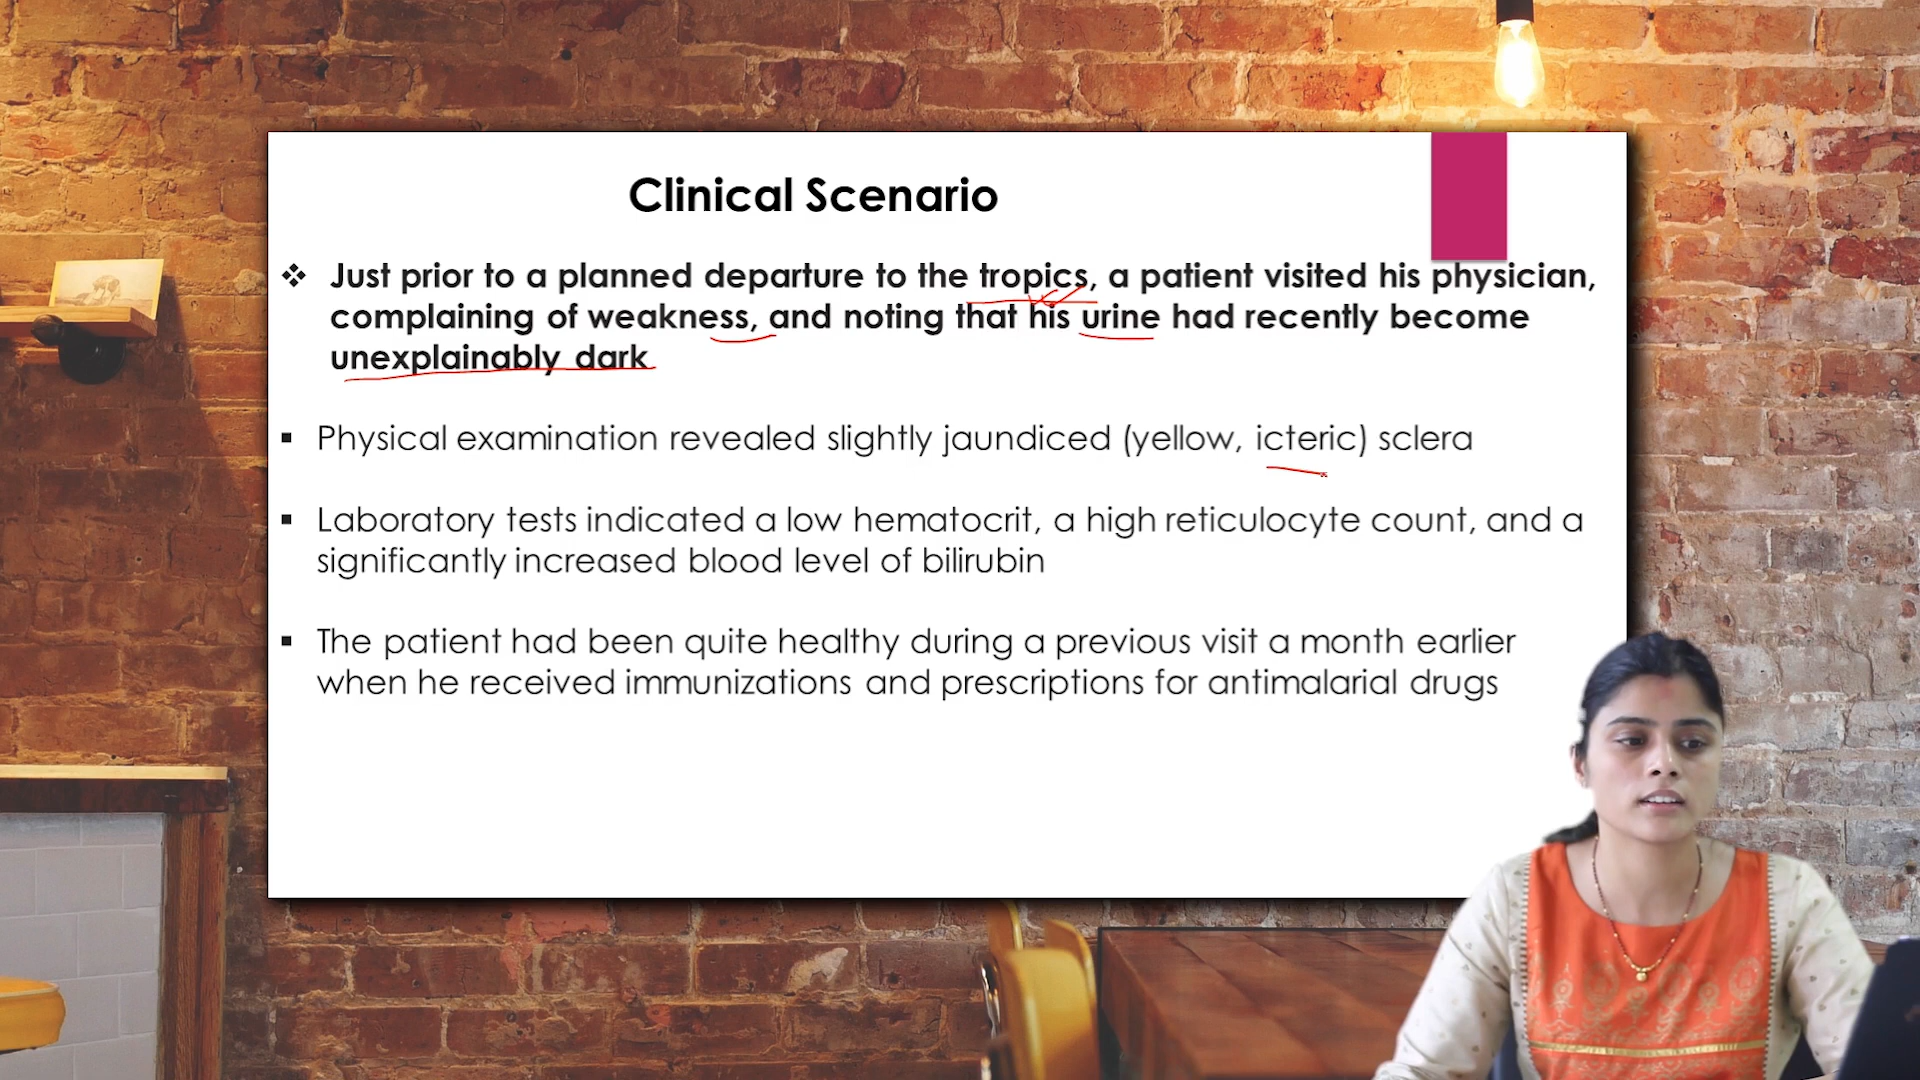 Clinical Scenario
❖ Just prior to a planned departure to the tropics, a patient visited his physician,
complaining of weakness, and noting that his urine had recently become
unexplainably dark
▪ Physical examination revealed slightly jaundiced (yellow, icteric) sclera
▪ Laboratory tests indicated a low hematocrit, a high reticulocyte count, and a
significantly increased blood level of bilirubin
▪ The patient had been quite healthy during a previous visit a month earlier
when he received immunizations and prescriptions for antimalarial drugs